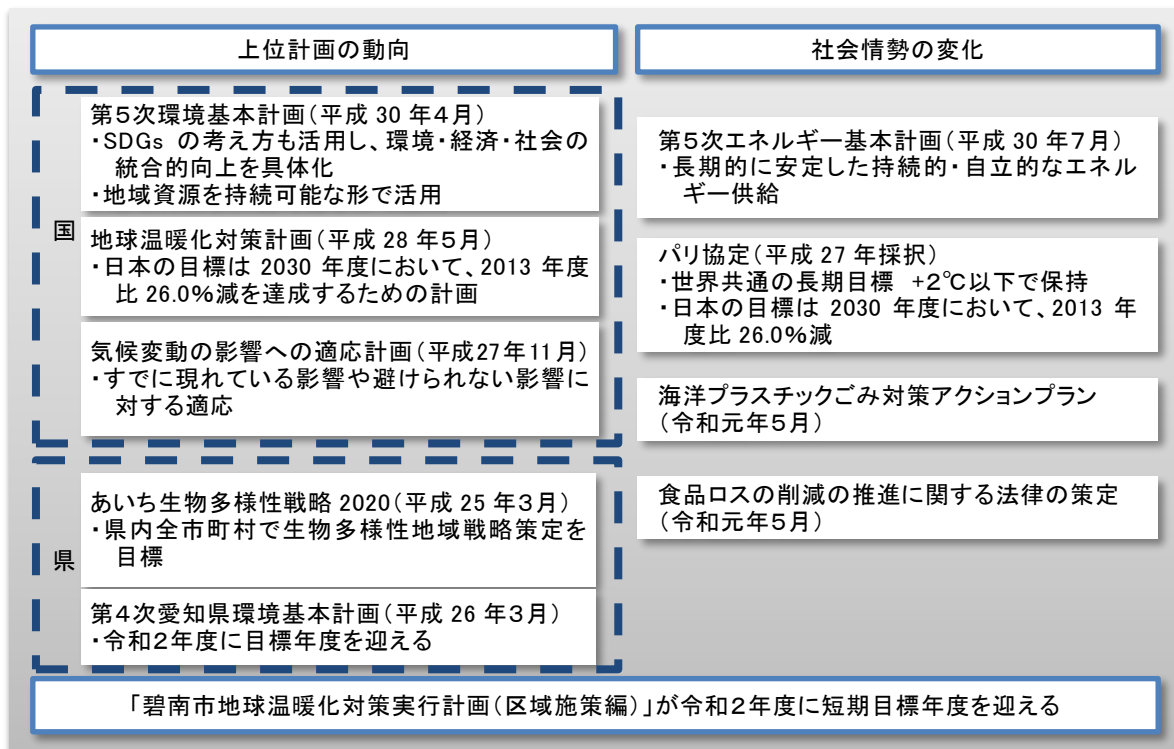 上位計画の動向
国
第5次環境基本計画(平成 30 年4月)
・SDGs の考え方も活用し、環境・経済・社会の
統合的向上を具体化
・地域資源を持続可能な形で活用
地球温暖化対策計画(平成 28 年5月)
・日本の目標は 2030 年度において、2013 年度
比 26.0%減を達成するための計画
気候変動の影響への適応計画(平成27年11月)
・すでに現れている影響や避けられない影響に
対する適応
県
あいち生物多様性戦略 2020(平成 25 年3月)
・県内全市町村で生物多様性地域戦略策定を
目標
第4次愛知県環境基本計画(平成 26 年3月)
・令和2年度に目標年度を迎える
社会情勢の変化
第5次エネルギー基本計画(平成 30 年7月)
・長期的に安定した持続的・自立的なエネル
ギー供給
パリ協定(平成 27 年採択)
・世界共通の長期目標 +2℃以下で保持
・日本の目標は 2030 年度において、2013 年
度比 26.0%減
海洋プラスチックごみ対策アクションプラン
(令和元年5月)
食品ロスの削減の推進に関する法律の策定
(令和元年5月)
「碧南市地球温暖化対策実行計画(区域施策編)」が令和2年度に短期目標年度を迎える